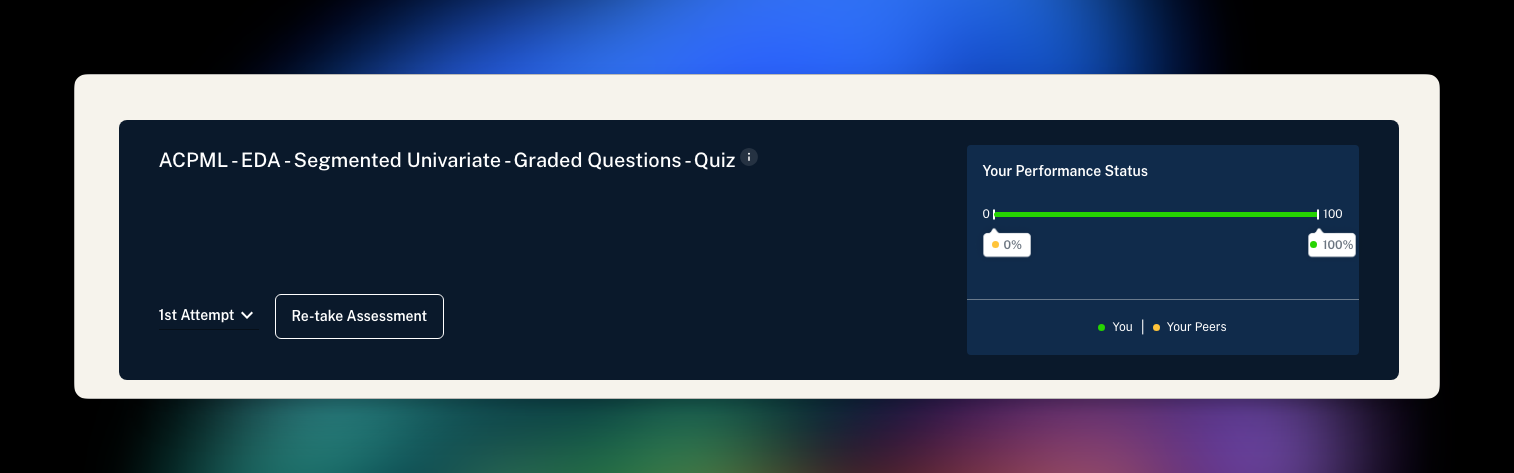 ACPML - EDA - Segmented Univariate - Graded Questions - Quiz
1st Attempt
Re-take Assessment
Your Performance Status
0 100
0% 100%
You | Your Peers